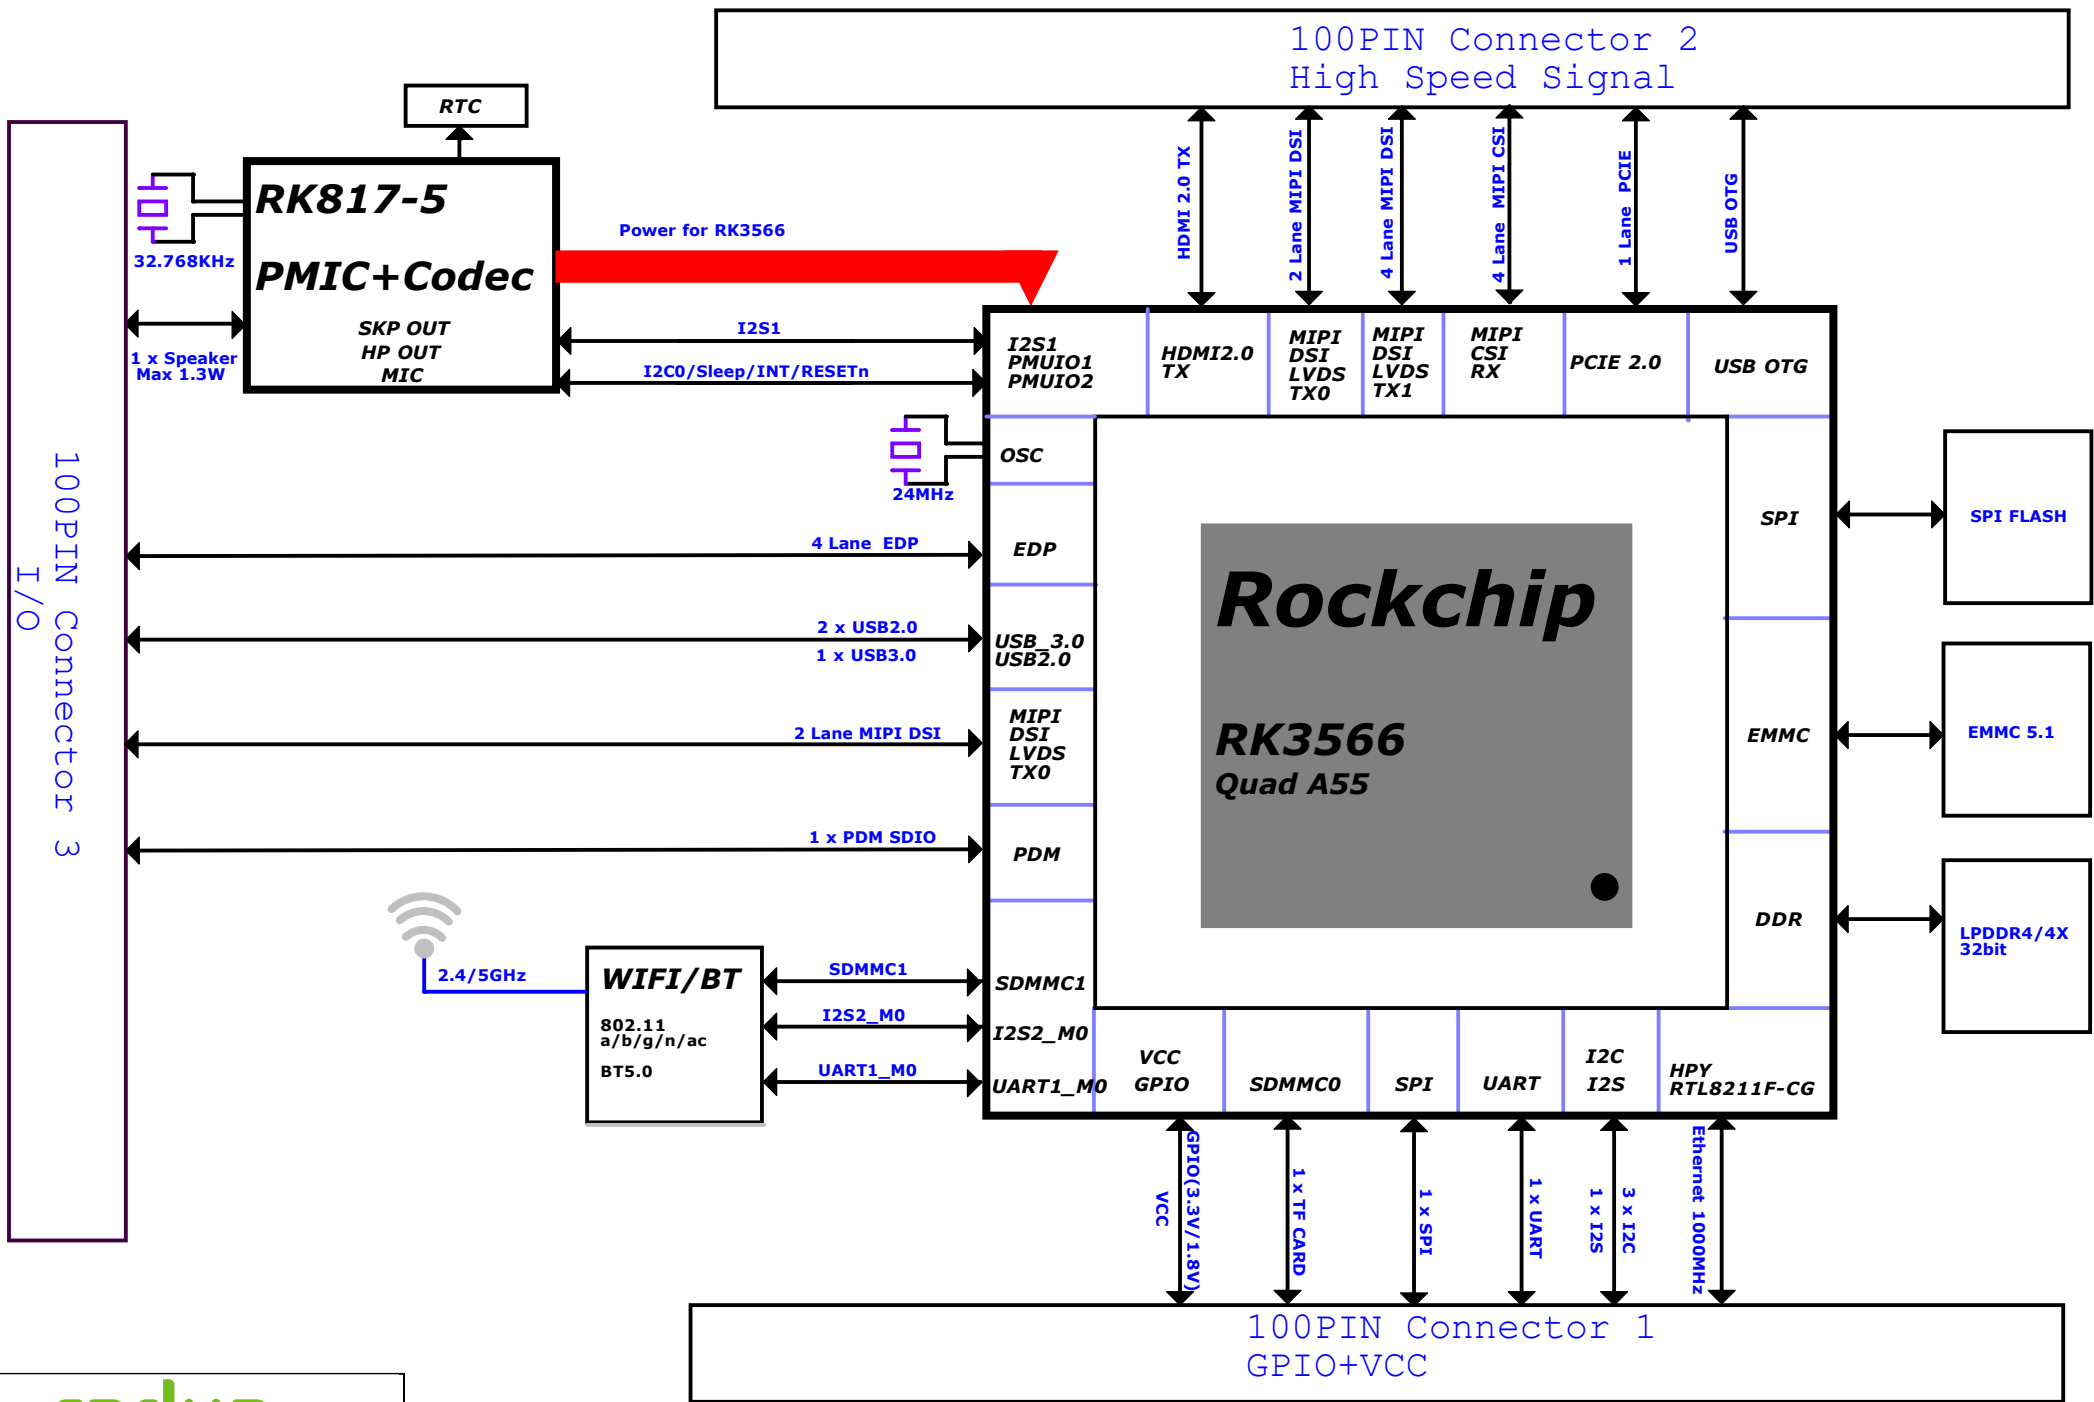 100PIN Connector 2
High Speed Signal
RTC
RK817-5
PMIC+Codec
SKP OUT
HP OUT
MIC
32.768KHz
1 x Speaker
Max 1.3W
Power for RK3566
I2S1
I2C0/Sleep/INT/RESETn
HDMI 2.0 TX
2 Lane MIPI DSI
4 Lane MIPI DSI
4 Lane MIPI CSI
1 Lane PCIE
USB OTG
I2S1
PMUIO1
PMUIO2
HDMI2.0
TX
MIPI
DSI
LVDS
TX0
MIPI
DSI
LVDS
TX1
MIPI
CSI
RX
PCIE 2.0
USB OTG
OSC
24MHz
100PIN Connector 3
I/O
4 Lane EDP
EDP
2 x USB2.0
1 x USB3.0
USB_3.0
USB2.0
2 Lane MIPI DSI
MIPI
DSI
LVDS
TX0
1 x PDM SDIO
PDM
Rockchip
RK3566
Quad A55
SPI
SPI FLASH
EMMC
EMMC 5.1
DDR
LPDDR4/4X
32bit
2.4/5GHz
WIFI/BT
802.11
a/b/g/n/ac
BT5.0
SDMMC1
I2S2_M0
UART1_M0
SDMMC1
I2S2_M0
UART1_M0
VCC
GPIO
SDMMC0
SPI
UART
I2C
I2S
HPY
RTL8211F-CG
GPIO(3.3V/1.8V)
VCC
1 x TF CARD
1 x SPI
1 x UART
3 x I2C
1 x I2S
Ethernet 1000MHz
100PIN Connector 1
GPIO+VCC